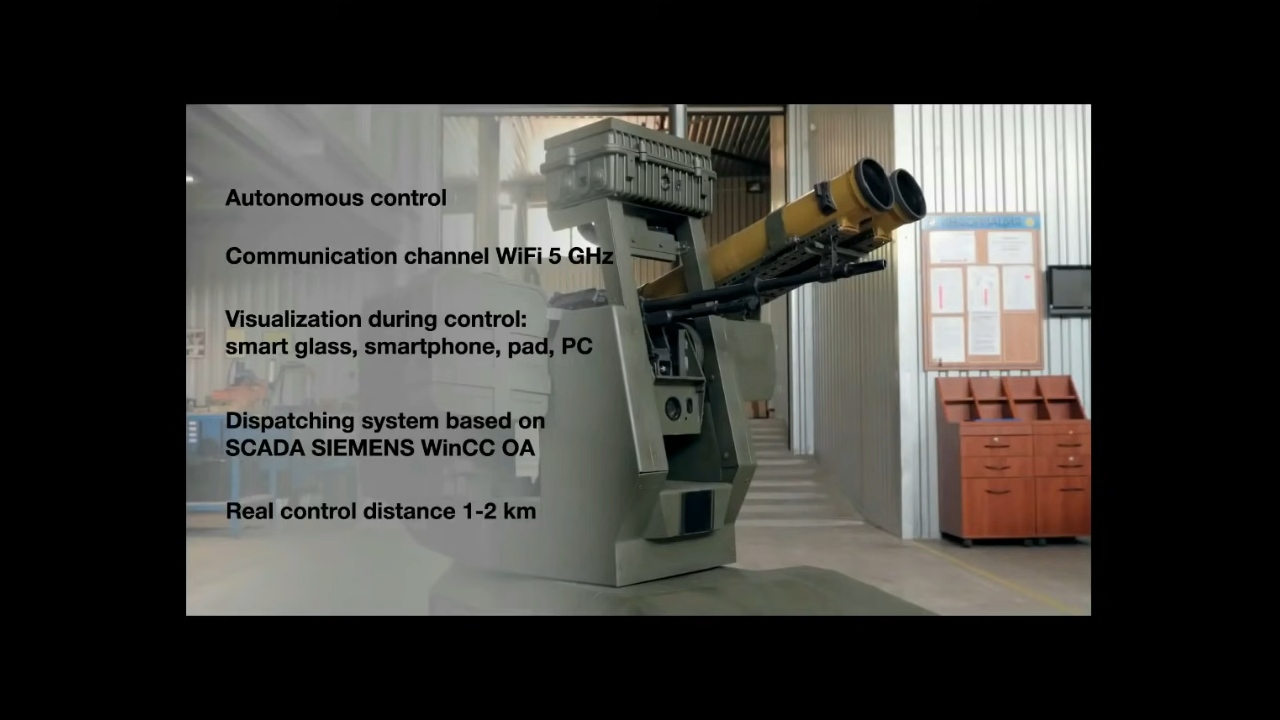 Autonomous control
Communication channel WiFi 5 GHz
Visualization during control:
smart glass, smartphone, pad, PC
Dispatching system based on
SCADA SIEMENS WinCC OA
Real control distance 1-2 km